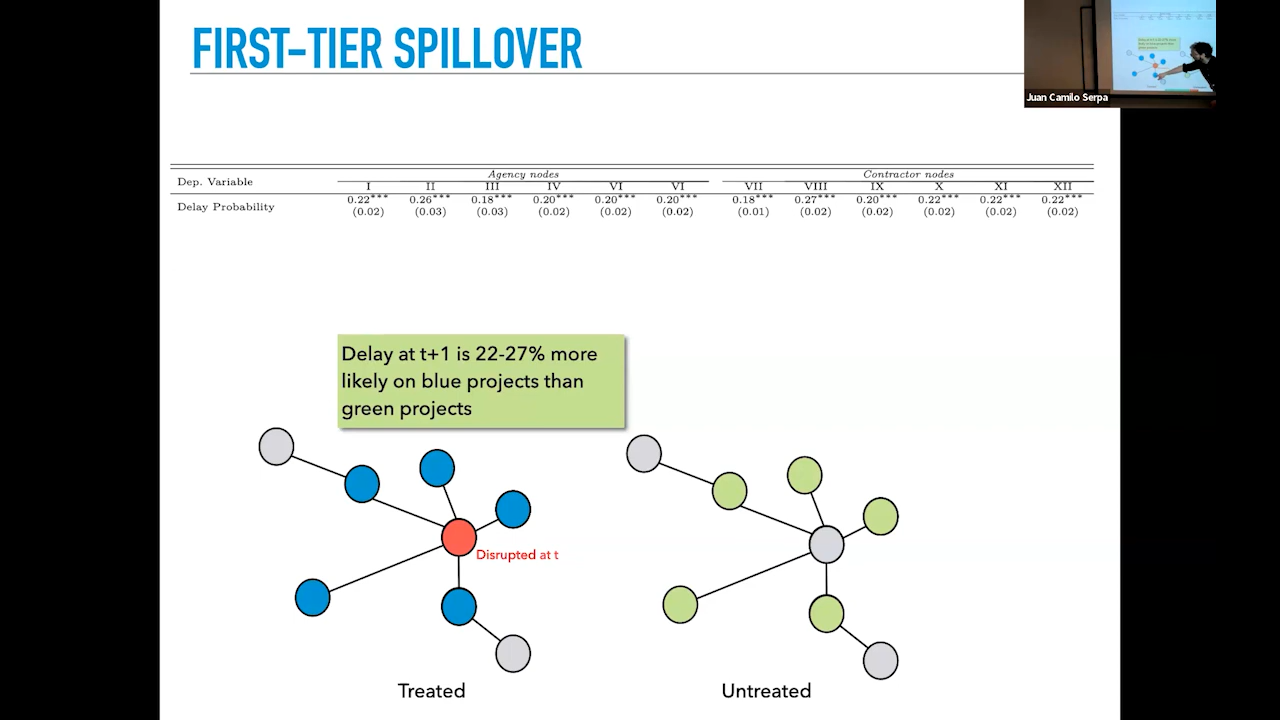 FIRST-TIER SPILLOVER
Juan Camilo Serpa
Agency nodes Contractor nodes
Dep. Variable
I II III IV VI VI VII VIII IX X XI XII
Delay Probability 0.22*** 0.26*** 0.18*** 0.20*** 0.20*** 0.20*** 0.18*** 0.27*** 0.20*** 0.22*** 0.22*** 0.22***
(0.02) (0.03) (0.03) (0.02) (0.02) (0.02) (0.01) (0.02) (0.02) (0.02) (0.02) (0.02)
Delay at t+1 is 22-27% more
likely on blue projects than
green projects
Disrupted at t
Treated Untreated